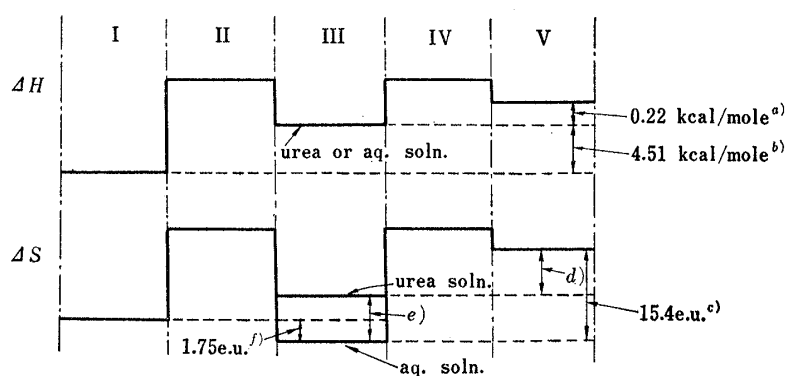 I II III IV V
ΔH
0.22 kcal/mole a)
urea or aq. soln.
4.51 kcal/mole b)
ΔS
urea soln.
d)
e)
15.4e.u. c)
1.75e.u. f)
aq. soln.